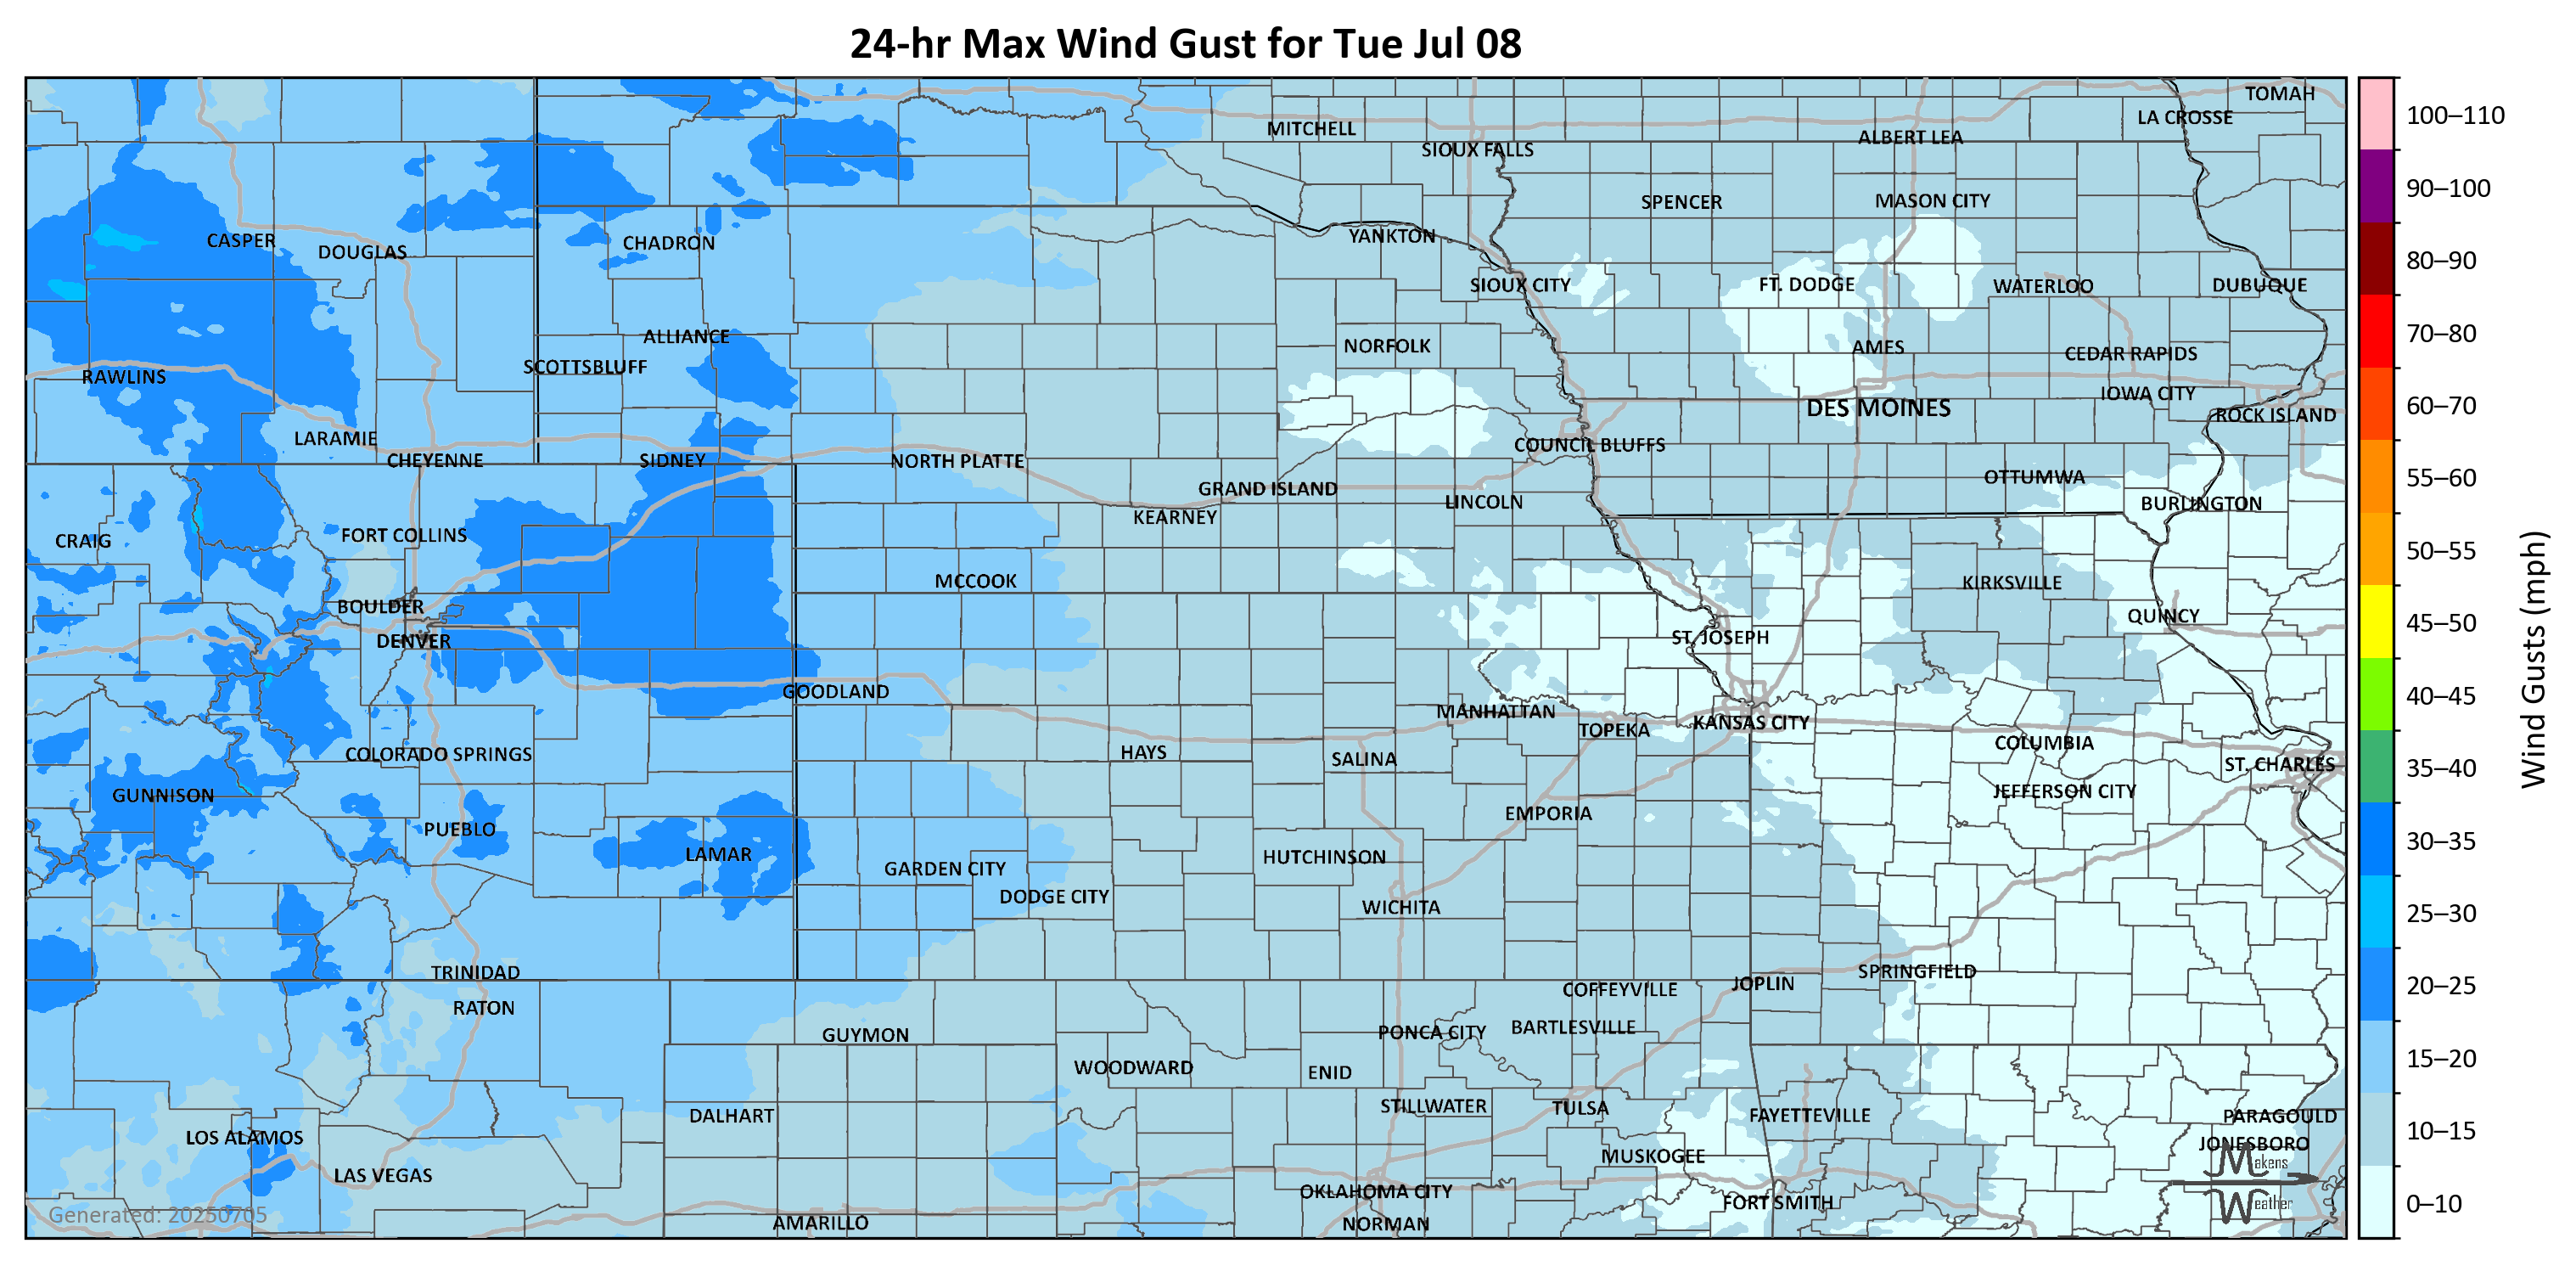 24-hr Max Wind Gust for Tue Jul 08
TOMAH
LA CROSSE
MITCHELL
ALBERT LEA
SIOUX FALLS
SPENCER
MASON CITY
YANKTON
CASPER
CHADRON
DOUGLAS
SIOUX CITY
FT. DODGE
WATERLOO
DUBUQUE
ALLIANCE
NORFOLK
AMES
CEDAR RAPIDS
SCOTTSBLUFF
RAWLINS
IOWA CITY
DES MOINES
ROCK ISLAND
LARAMIE
COUNCIL BLUFFS
CHEYENNE
SIDNEY
NORTH PLATTE
OTTUMWA
GRAND ISLAND
LINCOLN
BURLINGTON
KEARNEY
FORT COLLINS
CRAIG
MCCOOK
KIRKSVILLE
BOULDER
QUINCY
DENVER
ST. JOSEPH
GOODLAND
MANHATTAN
KANSAS CITY
TOPEKA
COLUMBIA
COLORADO SPRINGS
HAYS
SALINA
ST. CHARLES
GUNNISON
JEFFERSON CITY
EMPORIA
PUEBLO
LAMAR
HUTCHINSON
GARDEN CITY
DODGE CITY
WICHITA
TRINIDAD
SPRINGFIELD
JOPLIN
COFFEYVILLE
RATON
GUYMON
PONCA CITY
BARTLESVILLE
WOODWARD
ENID
DALHART
STILLWATER
TULSA
FAYETTEVILLE
PARAGOULD
LOS ALAMOS
JONESBORO
MUSKOGEE
LAS VEGAS
OKLAHOMA CITY
FORT SMITH
AMARILLO
NORMAN
Generated: 20250705
Makens
Weather
100–110
90–100
80–90
70–80
60–70
55–60
50–55
45–50
40–45
35–40
30–35
25–30
20–25
15–20
10–15
0–10
Wind Gusts (mph)